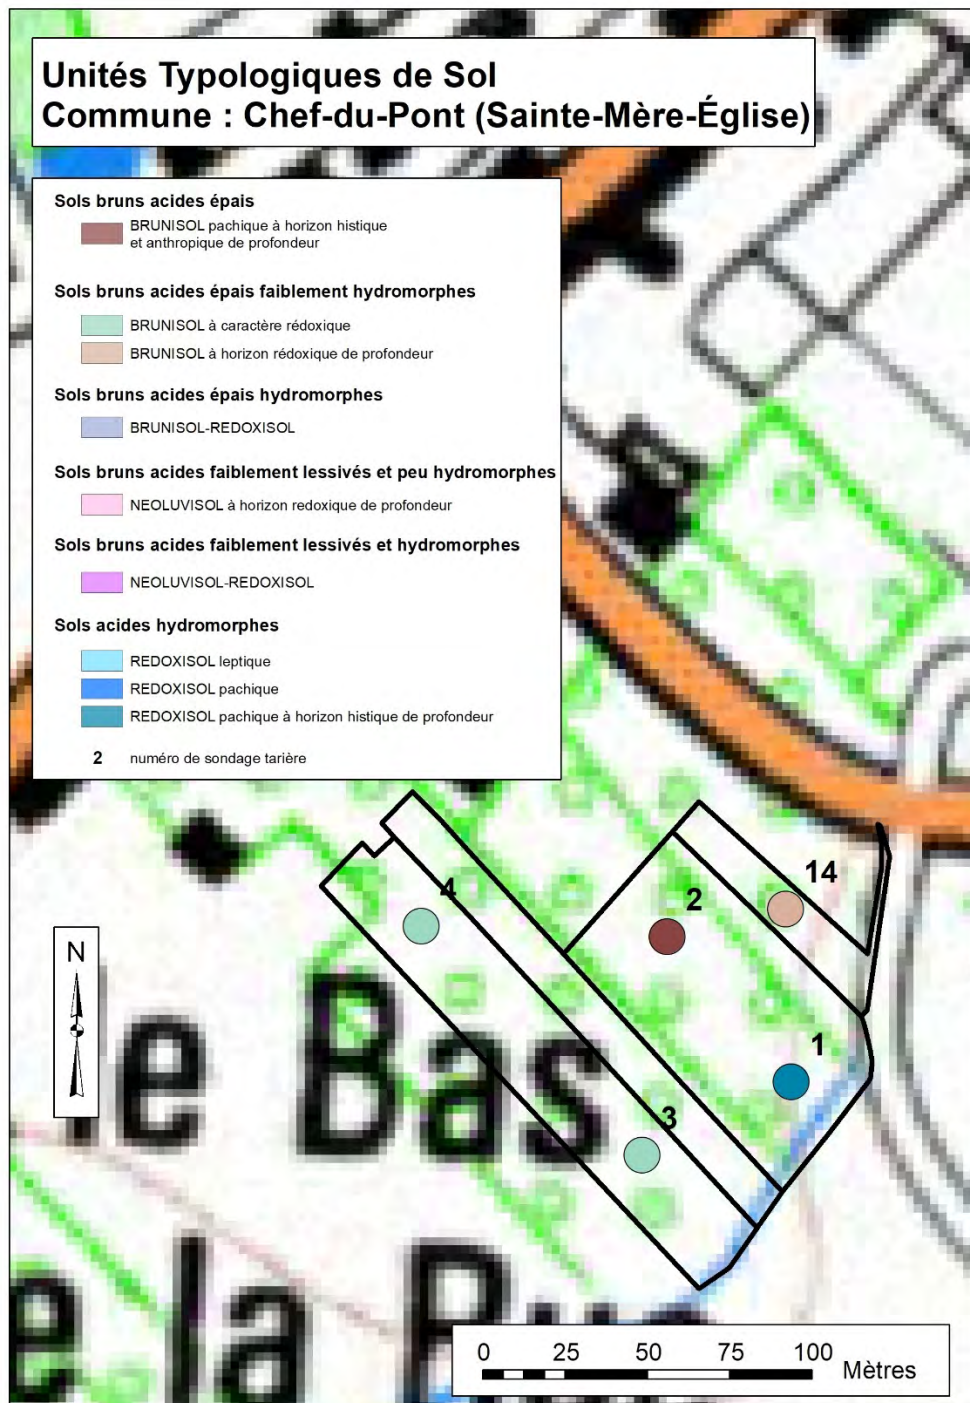 Unités Typologiques de Sol
Commune : Chef-du-Pont (Sainte-Mère-Église)
Sols bruns acides épais
BRUNISOL pachique à horizon histique
et anthropique de profondeur
Sols bruns acides épais faiblement hydromorphes
BRUNISOL à caractère rédoxique
BRUNISOL à horizon rédoxique de profondeur
Sols bruns acides épais hydromorphes
BRUNISOL-REDOXISOL
Sols bruns acides faiblement lessivés et peu hydromorphes
NEOLUVISOL à horizon redoxique de profondeur
Sols bruns acides faiblement lessivés et hydromorphes
NEOLUVISOL-REDOXISOL
Sols acides hydromorphes
REDOXISOL leptique
REDOXISOL pachique
REDOXISOL pachique à horizon histique de profondeur
2 numéro de sondage tarière
14
4
2
1
3
N
le Bas
e la
0 25 50 75 100 Mètres